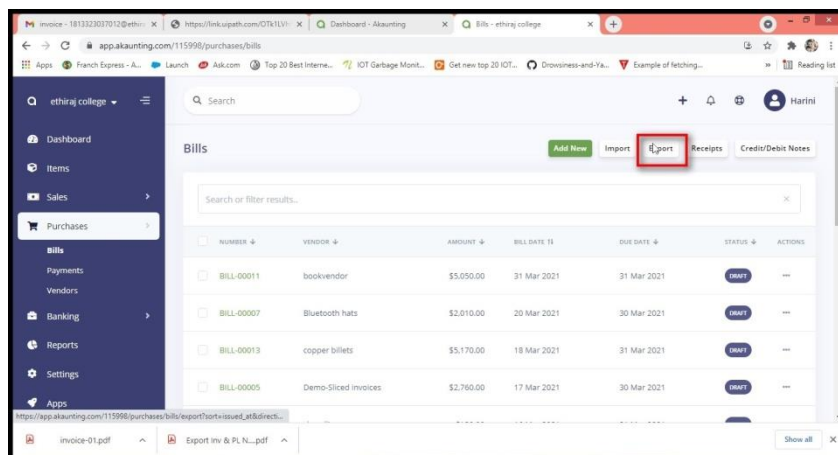 invoice - 1813323037012@ethira
https://link.uipath.com/OTk1LVh
Dashboard - Akaunting
Bills - ethiraj college
app.akaunting.com/115998/purchases/bills
Apps Franch Express - A... Launch Ask.com Top 20 Best Interne... IOT Garbage Monit... Get new top 20 IOT... Drowsiness-and-Ya... Example of fetching... » Reading list
ethiraj college Search Harini
Dashboard
Items
Sales
Purchases
Bills
Payments
Vendors
Banking
Reports
Settings
Apps
Bills Add New Import Export Receipts Credit/Debit Notes
Search or filter results..
NUMBER VENDOR AMOUNT BILL DATE DUE DATE STATUS ACTIONS
BILL-00011 bookvendor $5,050.00 31 Mar 2021 31 Mar 2021 DRAFT
BILL-00007 Bluetooth hats $2,010.00 20 Mar 2021 30 Mar 2021 DRAFT
BILL-00013 copper billets $5,170.00 18 Mar 2021 31 Mar 2021 DRAFT
BILL-00005 Demo-Sliced invoices $2,760.00 17 Mar 2021 30 Mar 2021 DRAFT
https://app.akaunting.com/115998/purchases/bills/export?sort=issued_at&directi...
invoice-01.pdf Export Inv & PL N....pdf Show all